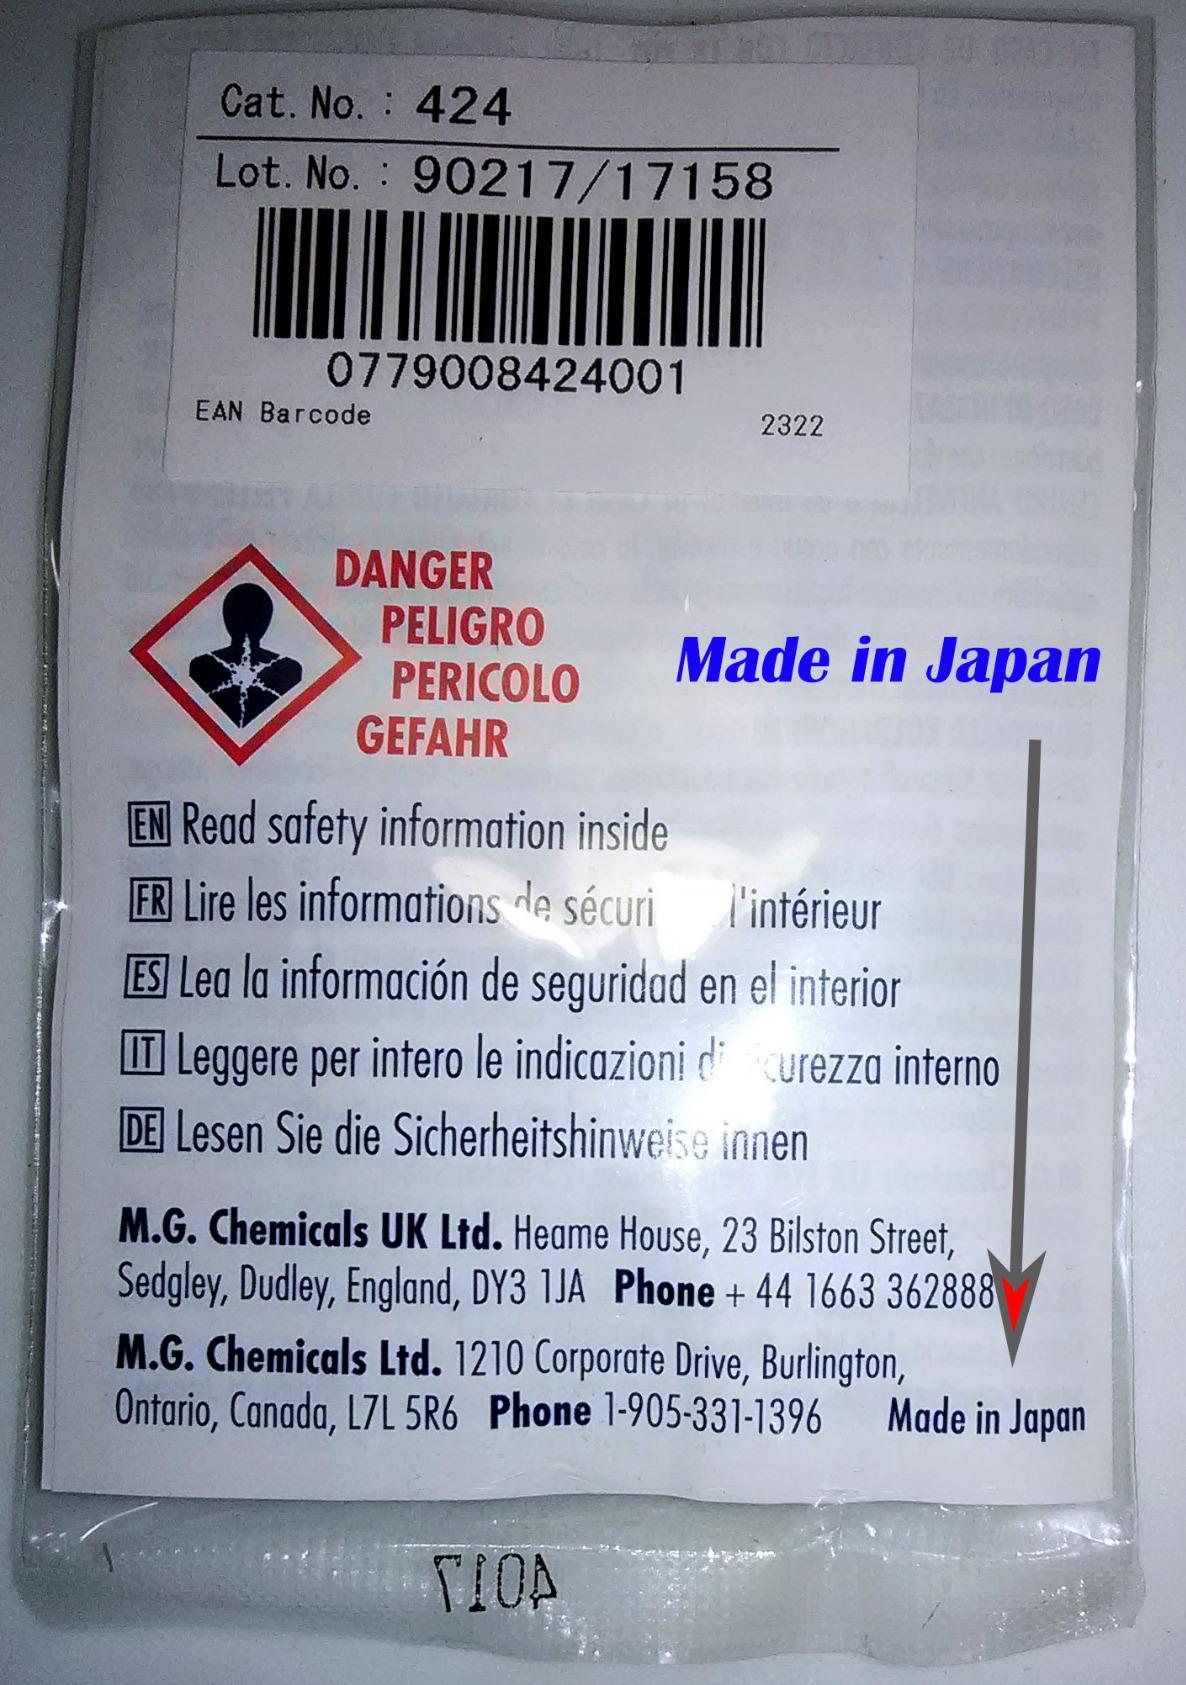 Cat. No. : 424
Lot. No. : 90217/17158
0779008424001
EAN Barcode 2322
DANGER
PELIGRO
PERICOLO
GEFAHR
Made in Japan
EN Read safety information inside
FR Lire les informations de sécuri l'intérieur
ES Lea la información de seguridad en el interior
IT Leggere per intero le indicazioni di curezza interno
DE Lesen Sie die Sicherheitshinweise innen
M.G. Chemicals UK Ltd. Heame House, 23 Bilston Street,
Sedgley, Dudley, England, DY3 1JA Phone + 44 1663 362888
M.G. Chemicals Ltd. 1210 Corporate Drive, Burlington,
Ontario, Canada, L7L 5R6 Phone 1-905-331-1396 Made in Japan
4017